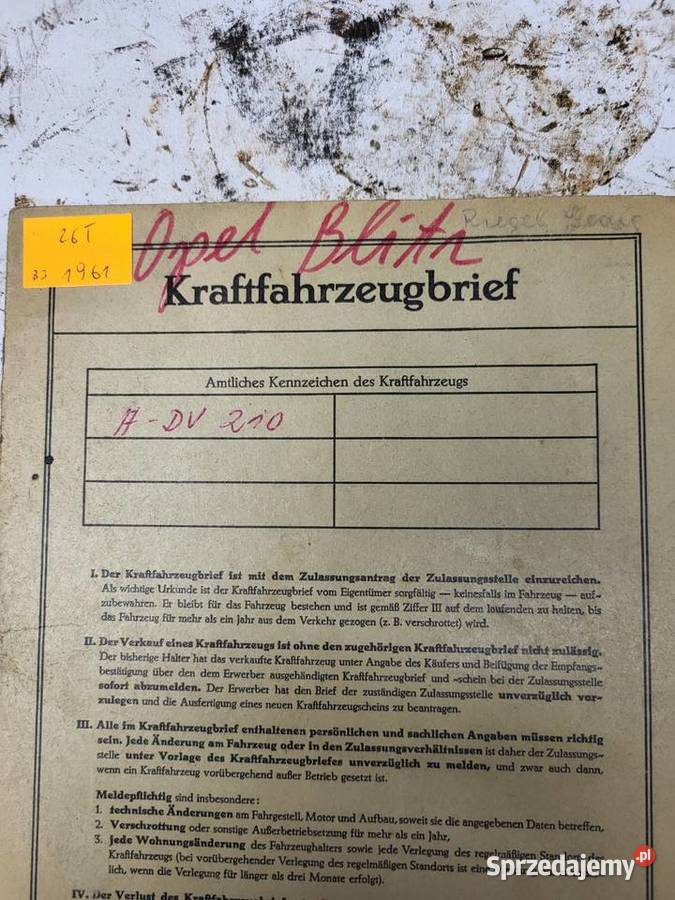 Opel Blitz
26T
BJ 1961
Kraftfahrzeugbrief
Amtliches Kennzeichen des Kraftfahrzeugs
A-DV 210
I. Der Kraftfahrzeugbrief ist mit dem Zulassungsantrag der Zulassungsstelle einzureichen.
Als wichtige Urkunde ist der Kraftfahrzeugbrief vom Eigentümer sorgfältig — keinesfalls im Fahrzeug — auf-
zubewahren. Er bleibt für das Fahrzeug bestehen und ist gemäß Ziffer III auf dem laufenden zu halten, bis
das Fahrzeug für mehr als ein Jahr aus dem Verkehr gezogen (z. B. verschrottet) wird.
II. Der Verkauf eines Kraftfahrzeugs ist ohne den zugehörigen Kraftfahrzeugbrief nicht zulässig.
Der bisherige Halter hat das verkaufte Kraftfahrzeug unter Angabe des Käufers und Beifügung der Empfangs-
bestätigung über den dem Erwerber ausgehändigten Kraftfahrzeugbrief und -schein bei der Zulassungsstelle
sofort abzumelden. Der Erwerber hat den Brief der zuständigen Zulassungsstelle unverzüglich vor-
zulegen und die Ausfertigung eines neuen Kraftfahrzeugscheins zu beantragen.
III. Alle im Kraftfahrzeugbrief enthaltenen persönlichen und sachlichen Angaben müssen richtig
sein. Jede Änderung am Fahrzeug oder in den Zulassungsverhältnissen ist daher der Zulassungs-
stelle unter Vorlage des Kraftfahrzeugbriefes unverzüglich zu melden, und zwar auch dann,
wenn ein Kraftfahrzeug vorübergehend außer Betrieb gesetzt ist.
Meldepflichtig sind insbesondere:
1. technische Änderungen am Fahrgestell, Motor und Aufbau, soweit sie die angegebenen Daten betreffen,
2. Verschrottung oder sonstige Außerbetriebsetzung für mehr als ein Jahr,
3. jede Wohnungsänderung des Fahrzeughalters sowie jede Verlegung des regelmäßigen Standorts des
Kraftfahrzeugs (bei vorübergehender Verlegung des regelmäßigen Standorts ist eine
lich, wenn die Verlegung für länger als drei Monate erfolgt).
IV. Der Verlust des
Sprzedajemy.pl